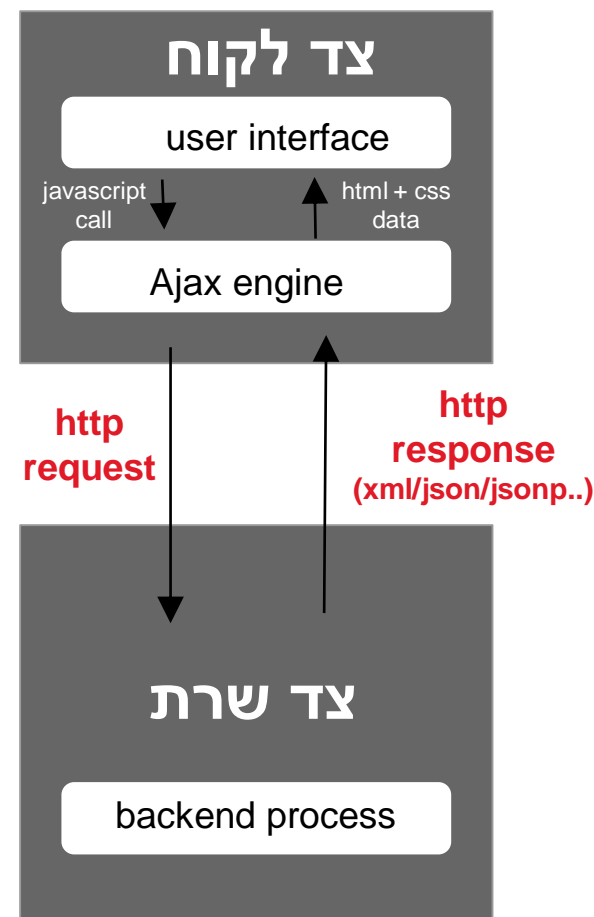 צד לקוח
user interface
javascript
call
html + css
data
Ajax engine
http
request
http
response
(xml/json/jsonp..)
צד שרת
backend process